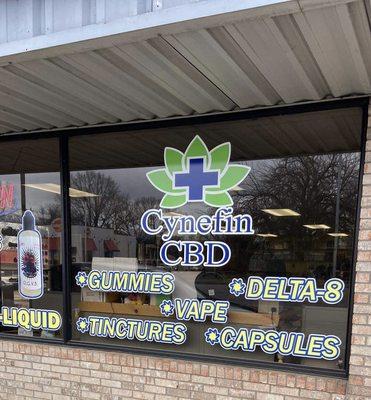 Cynefin
CBD
GUMMIES
DELTA-8
VAPE
-LIQUID
TINCTURES
CAPSULES